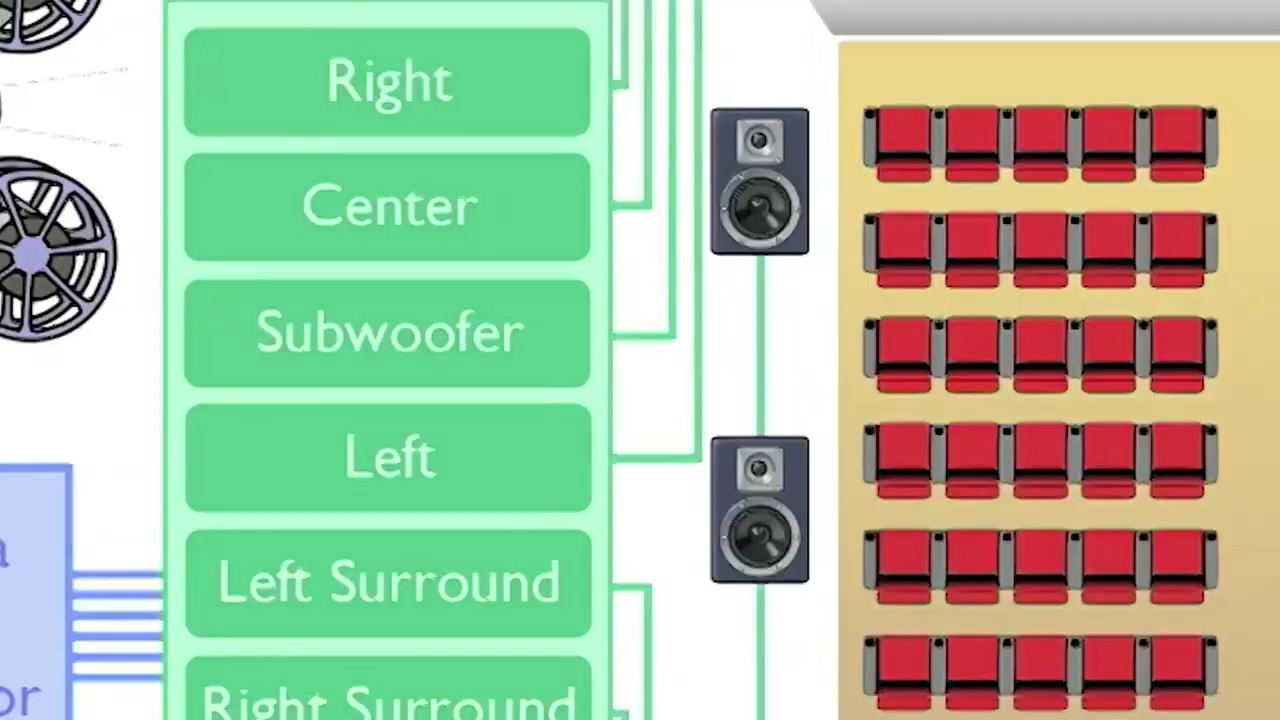 Right
Center
Subwoofer
Left
Left Surround
Right Surround